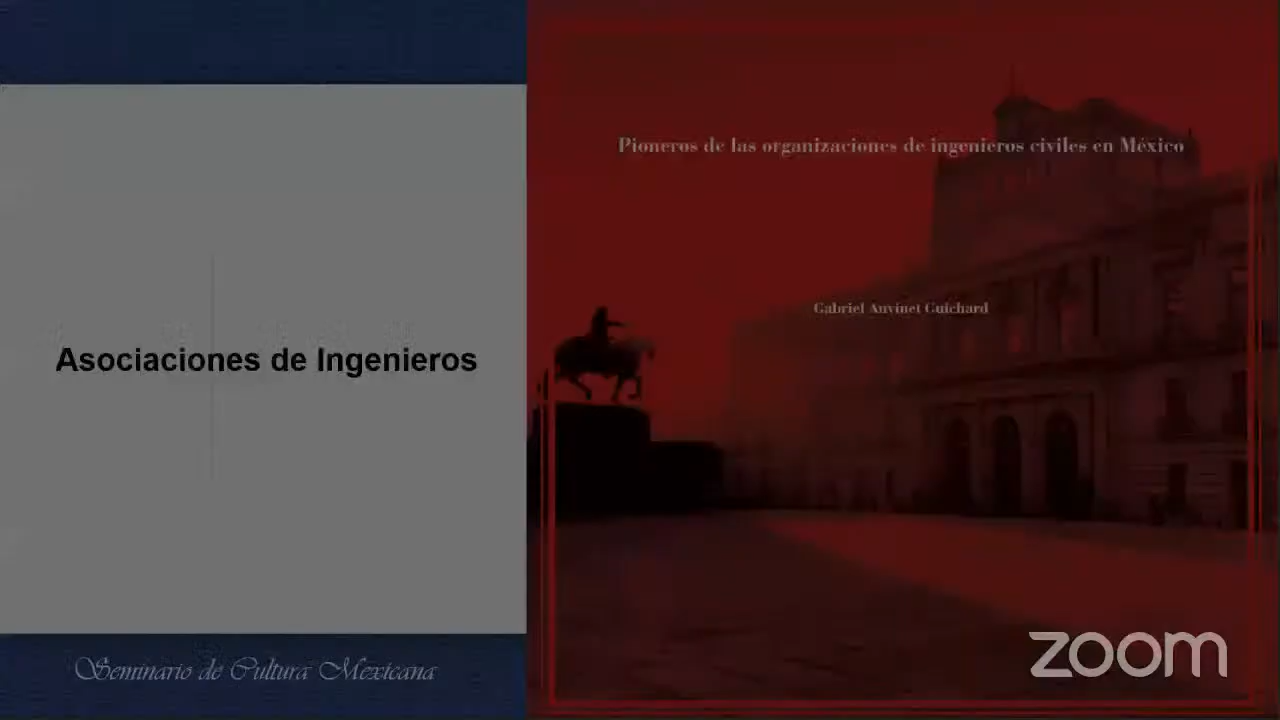 Asociaciones de Ingenieros
Seminario de Cultura Mexicana
Pioneros de las organizaciones de ingenieros civiles en México
Gabriel Auvinet Guichard
zoom